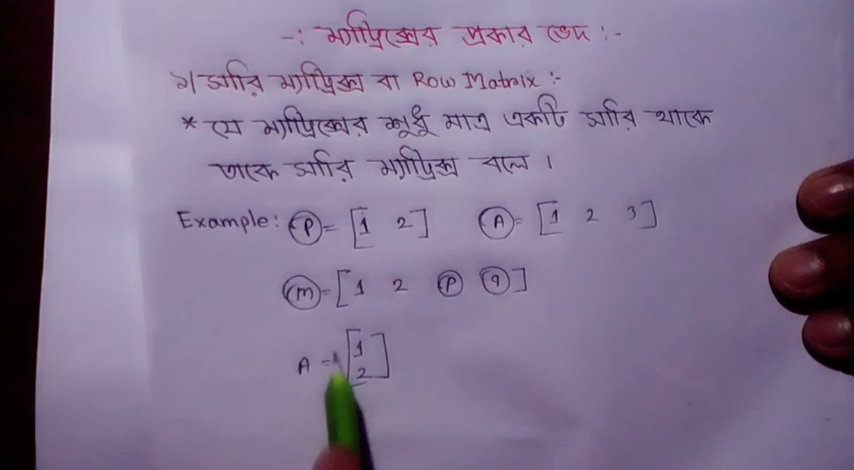 -: ম্যাট্রিক্সের প্রকার ভেদ :-
১/ সারি ম্যাট্রিক্স বা Row Matrix :-
* যে ম্যাট্রিক্সের শুধু মাত্র একটি সারি থাকে
তাকে সারি ম্যাট্রিক্স বলে ।
Example: P = [1 2] A = [1 2 3]
m = [1 2 P q]
A = [1
2]